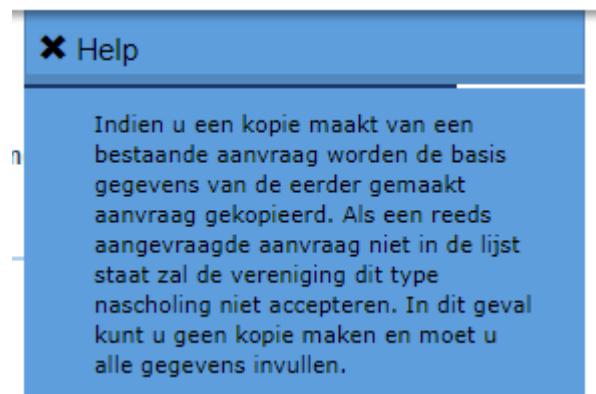 ✖ Help
Indien u een kopie maakt van een
bestaande aanvraag worden de basis
gegevens van de eerder gemaakt
aanvraag gekopieerd. Als een reeds
aangevraagde aanvraag niet in de lijst
staat zal de vereniging dit type
nascholing niet accepteren. In dit geval
kunt u geen kopie maken en moet u
alle gegevens invullen.